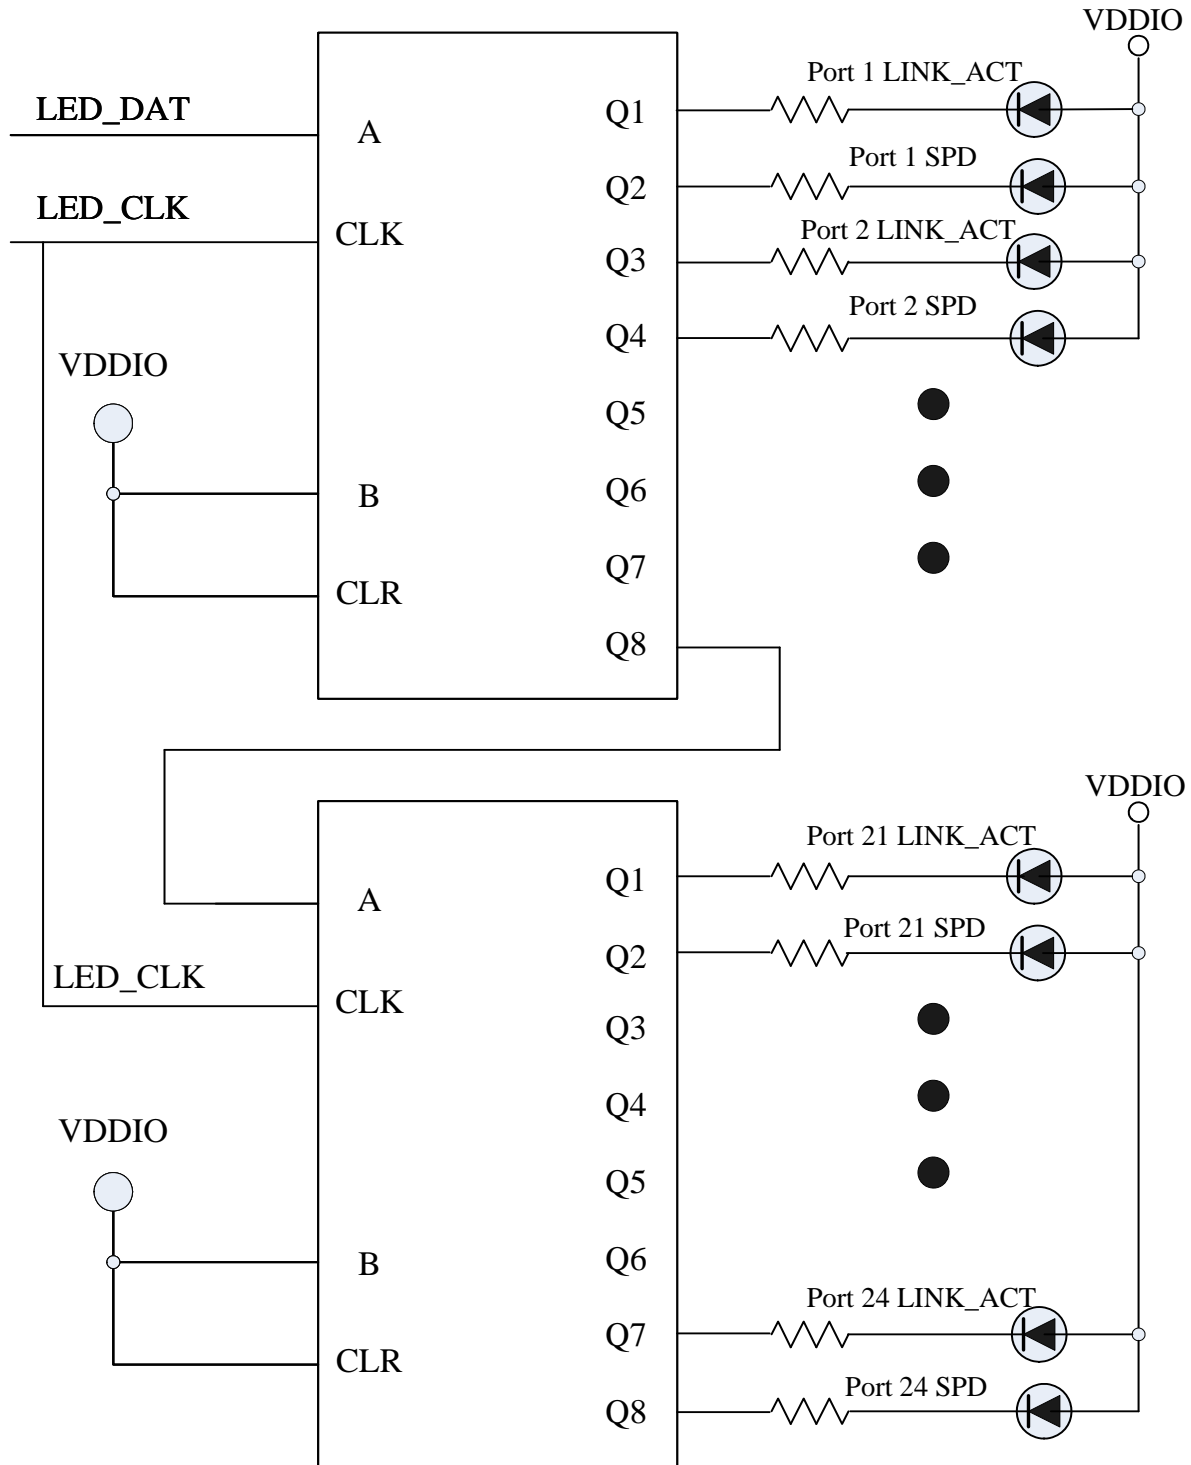 VDDIO
Port 1 LINK_ACT
LED_DAT
Q1
A
Port 1 SPD
Q2
LED_CLK
CLK
Port 2 LINK_ACT
Q3
Port 2 SPD
Q4
VDDIO
Q5
B
Q6
Q7
CLR
Q8
VDDIO
Port 21 LINK_ACT
Q1
A
Port 21 SPD
Q2
LED_CLK
CLK
Q3
Q4
VDDIO
Q5
B
Q6
Port 24 LINK_ACT
Q7
CLR
Port 24 SPD
Q8